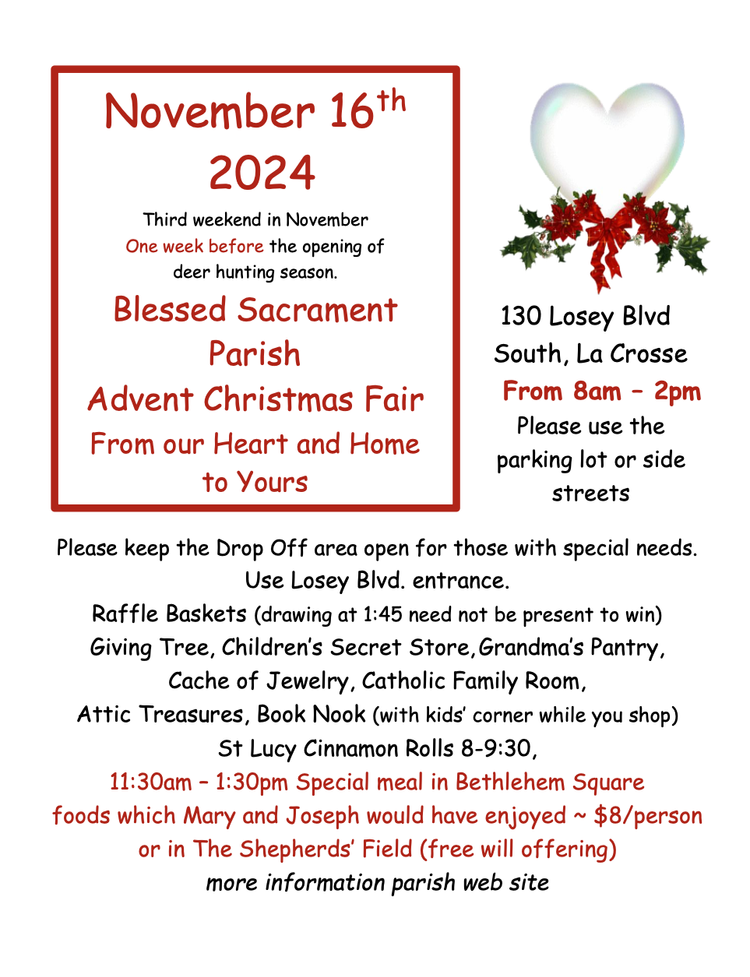 November 16th
2024
Third weekend in November
One week before the opening of
deer hunting season.
Blessed Sacrament
Parish
Advent Christmas Fair
From our Heart and Home
to Yours
130 Losey Blvd
South, La Crosse
From 8am – 2pm
Please use the
parking lot or side
streets
Please keep the Drop Off area open for those with special needs.
Use Losey Blvd. entrance.
Raffle Baskets (drawing at 1:45 need not be present to win)
Giving Tree, Children’s Secret Store, Grandma’s Pantry,
Cache of Jewelry, Catholic Family Room,
Attic Treasures, Book Nook (with kids’ corner while you shop)
St Lucy Cinnamon Rolls 8-9:30,
11:30am – 1:30pm Special meal in Bethlehem Square
foods which Mary and Joseph would have enjoyed ~ $8/person
or in The Shepherds’ Field (free will offering)
more information parish web site